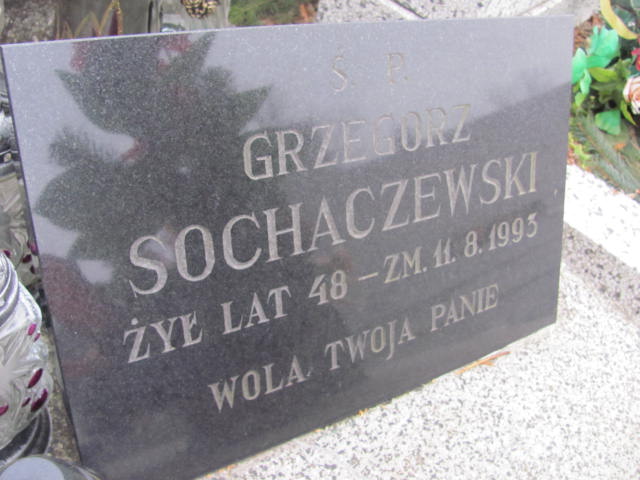 Ś. P.
GRZEGORZ
SOCHACZEWSKI
ŻYŁ LAT 48 – ZM. 11. 8. 1993
WOLA TWOJA PANIE